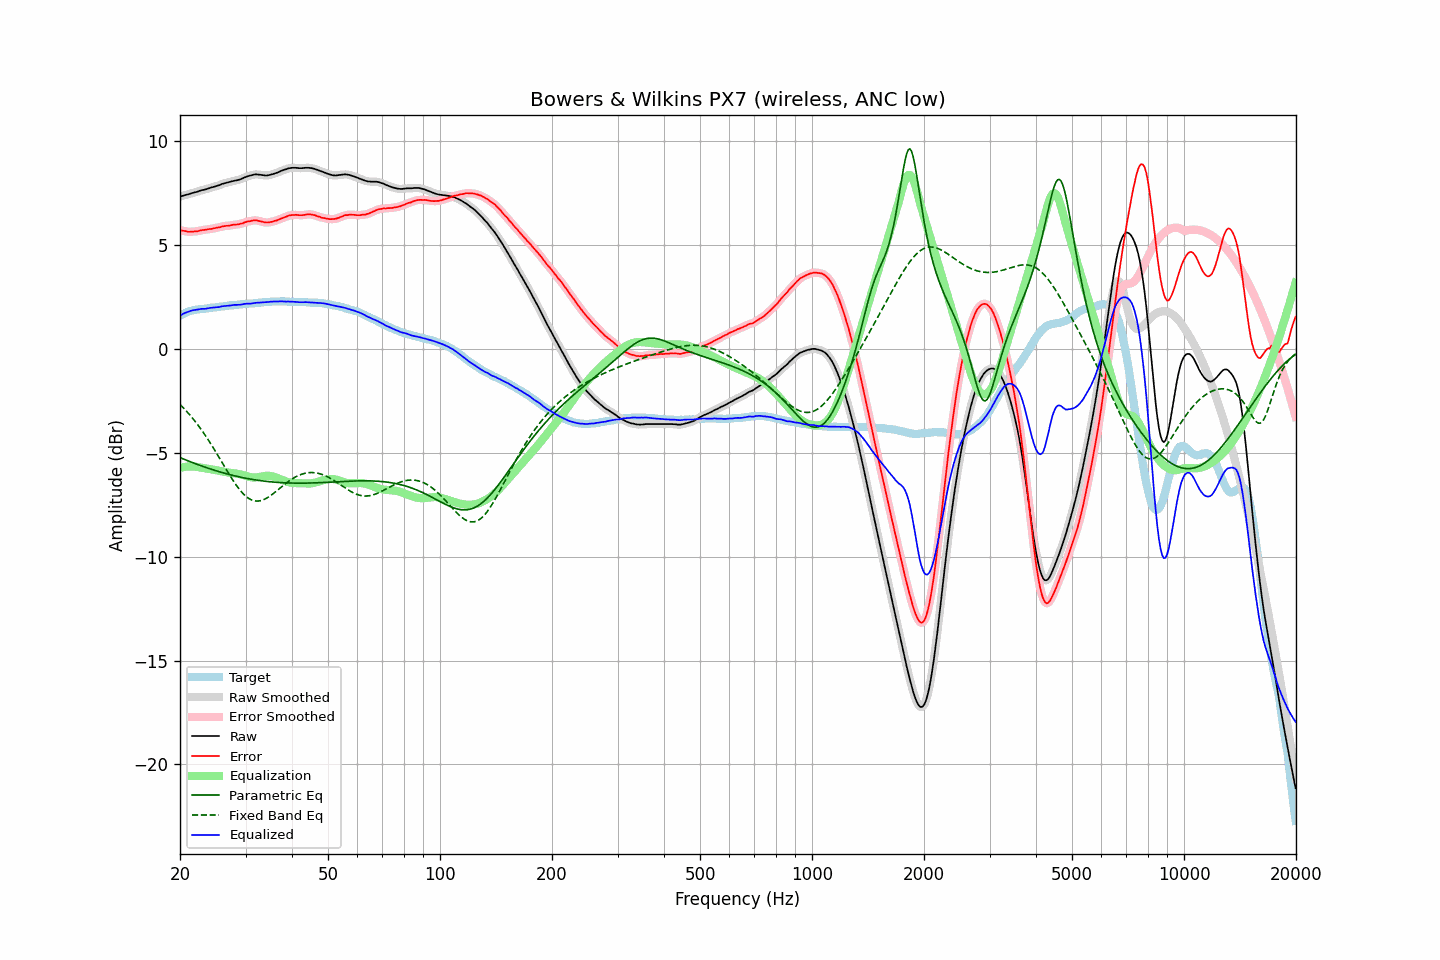 Bowers & Wilkins PX7 (wireless, ANC low)
10
5
0
−5
−10
−15
−20
Amplitude (dBr)
Target
Raw Smoothed
Error Smoothed
Raw
Error
Equalization
Parametric Eq
Fixed Band Eq
Equalized
20 50 100 200 500 1000 2000 5000 10000 20000
Frequency (Hz)